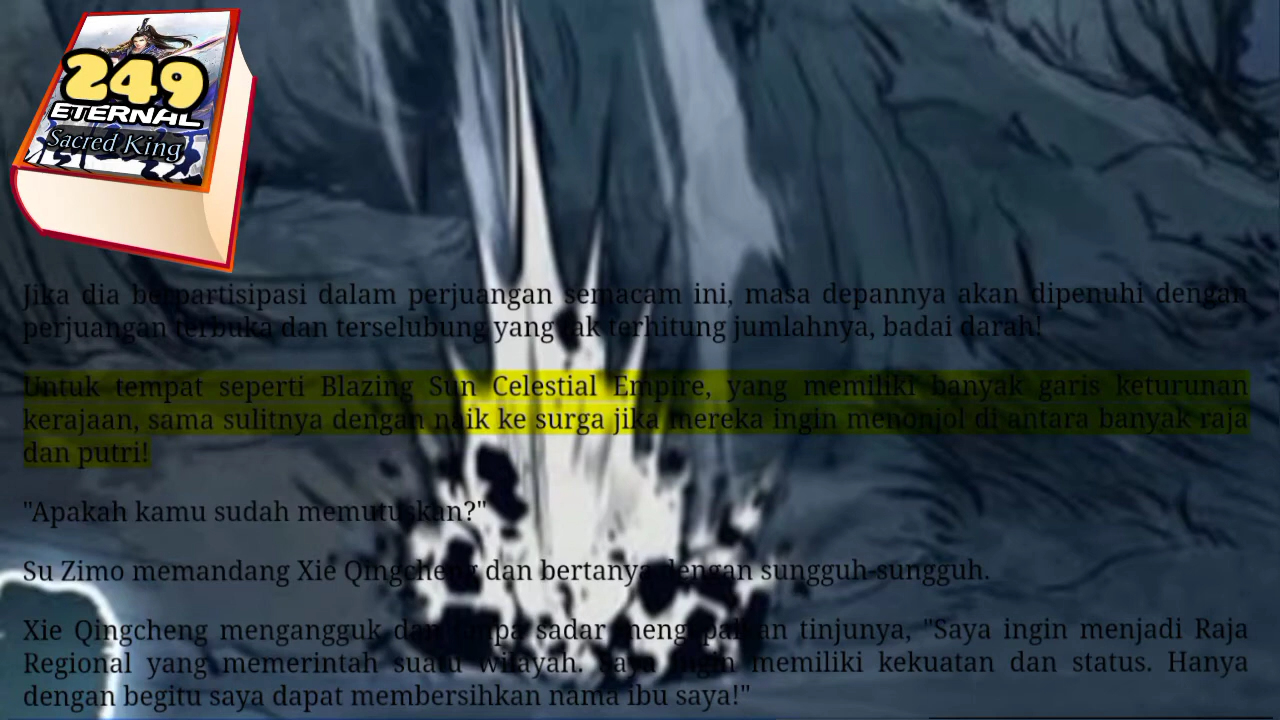 249
ETERNAL
Sacred King
Jika dia berpartisipasi dalam perjuangan semacam ini, masa depannya akan dipenuhi dengan
perjuangan terbuka dan terselubung yang tak terhitung jumlahnya, badai darah!
Untuk tempat seperti Blazing Sun Celestial Empire, yang memiliki banyak garis keturunan
kerajaan, sama sulitnya dengan naik ke surga jika mereka ingin menonjol di antara banyak raja
dan putri!
"Apakah kamu sudah memutuskan?"
Su Zimo memandang Xie Qingcheng dan bertanya dengan sungguh-sungguh.
Xie Qingcheng mengangguk dan tanpa sadar mengepalkan tinjunya, "Saya ingin menjadi Raja
Regional yang memerintah suatu wilayah. Saya ingin memiliki kekuatan dan status. Hanya
dengan begitu saya dapat membersihkan nama ibu saya!"